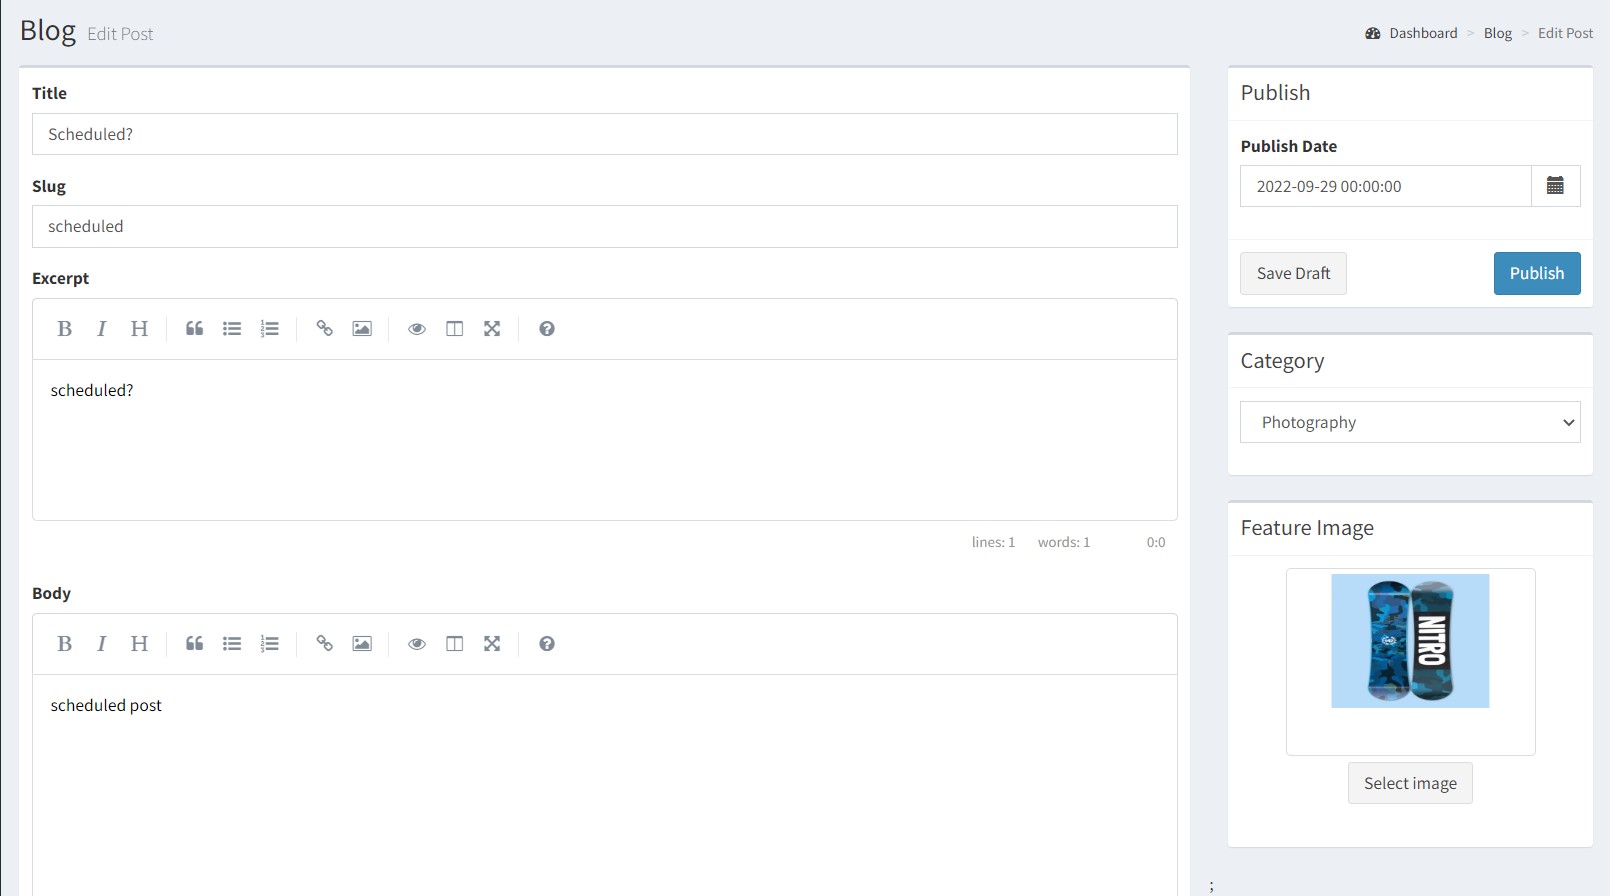 Blog Edit Post
Dashboard > Blog > Edit Post
Title
Scheduled?
Slug
scheduled
Excerpt
B I H
scheduled?
lines: 1 words: 1 0:0
Body
B I H
scheduled post
Publish
Publish Date
2022-09-29 00:00:00
Save Draft Publish
Category
Photography
Feature Image
NITRO
Select image
;